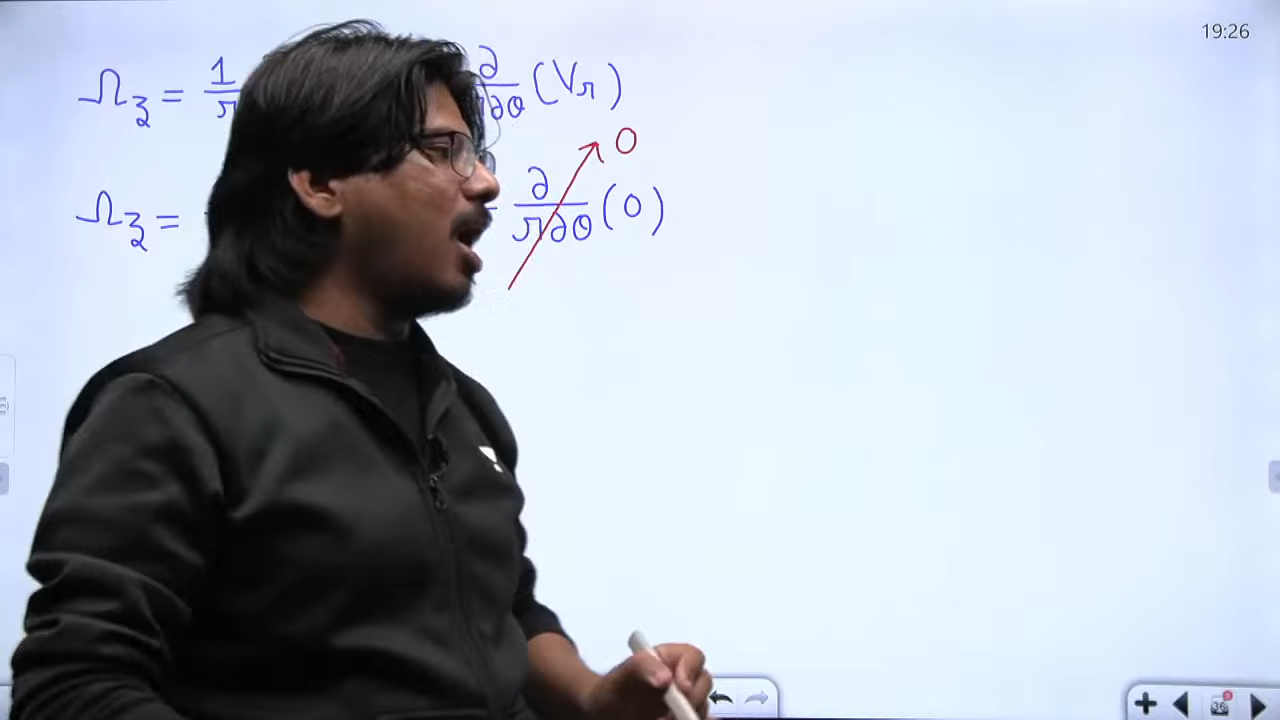 19:26
Ω_z = 1/r ∂/r∂θ (V_r)
0
Ω_z = - ∂/r∂θ (0)